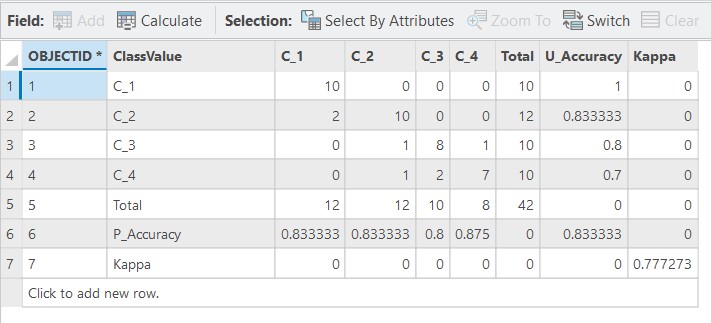 Field: Add Calculate Selection: Select By Attributes Zoom To Switch Clear
OBJECTID * ClassValue C_1 C_2 C_3 C_4 Total U_Accuracy Kappa
1 1 C_1 10 0 0 0 10 1 0
2 2 C_2 2 10 0 0 12 0.833333 0
3 3 C_3 0 1 8 1 10 0.8 0
4 4 C_4 0 1 2 7 10 0.7 0
5 5 Total 12 12 10 8 42 0 0
6 6 P_Accuracy 0.833333 0.833333 0.8 0.875 0 0.833333 0
7 7 Kappa 0 0 0 0 0 0 0.777273
Click to add new row.